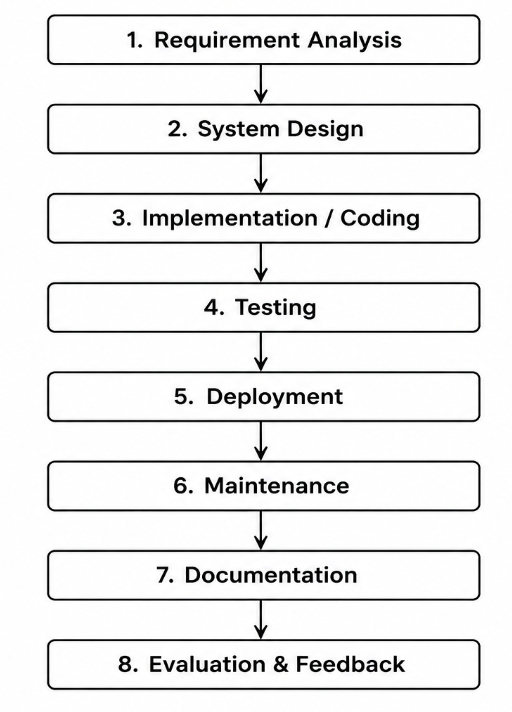 1. Requirement Analysis
2. System Design
3. Implementation / Coding
4. Testing
5. Deployment
6. Maintenance
7. Documentation
8. Evaluation & Feedback